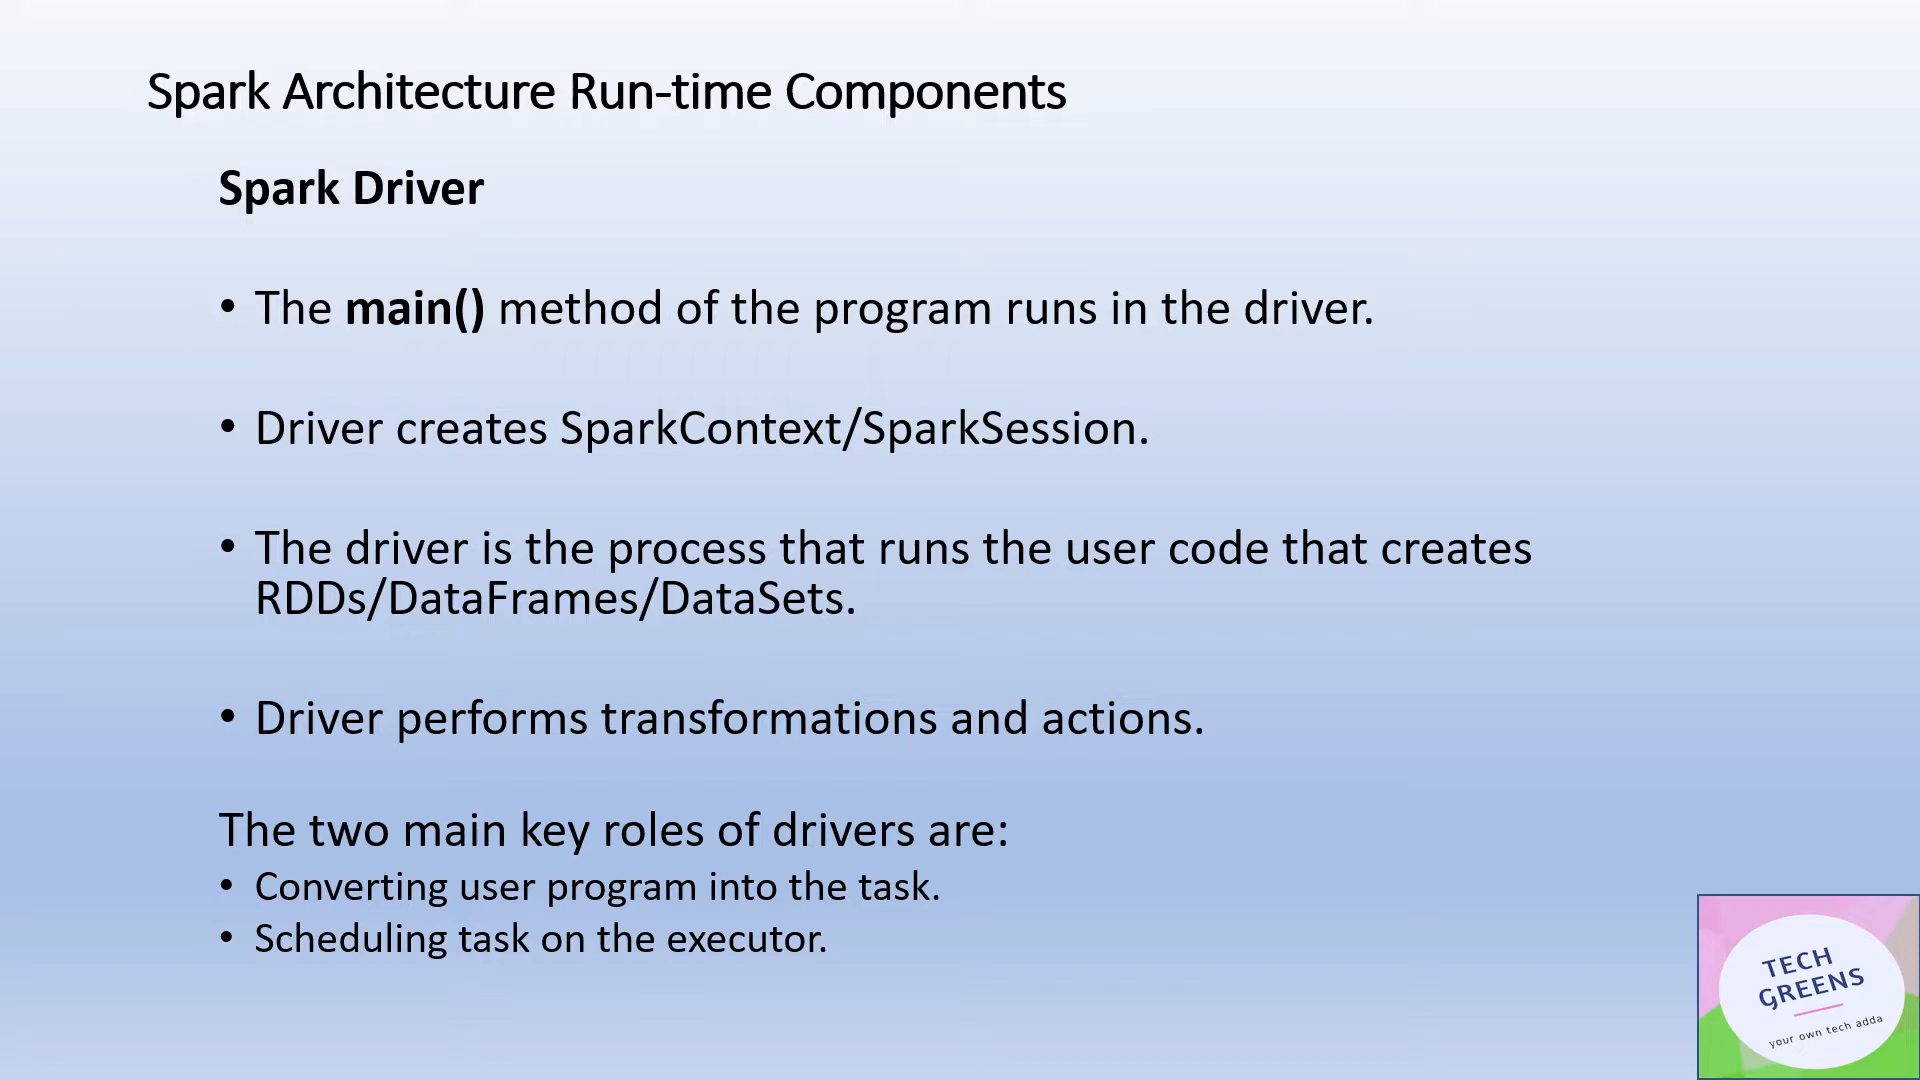 Spark Architecture Run-time Components
Spark Driver
• The main() method of the program runs in the driver.
• Driver creates SparkContext/SparkSession.
• The driver is the process that runs the user code that creates
RDDs/DataFrames/DataSets.
• Driver performs transformations and actions.
The two main key roles of drivers are:
• Converting user program into the task.
• Scheduling task on the executor.
TECH
GREENS
your own tech adda